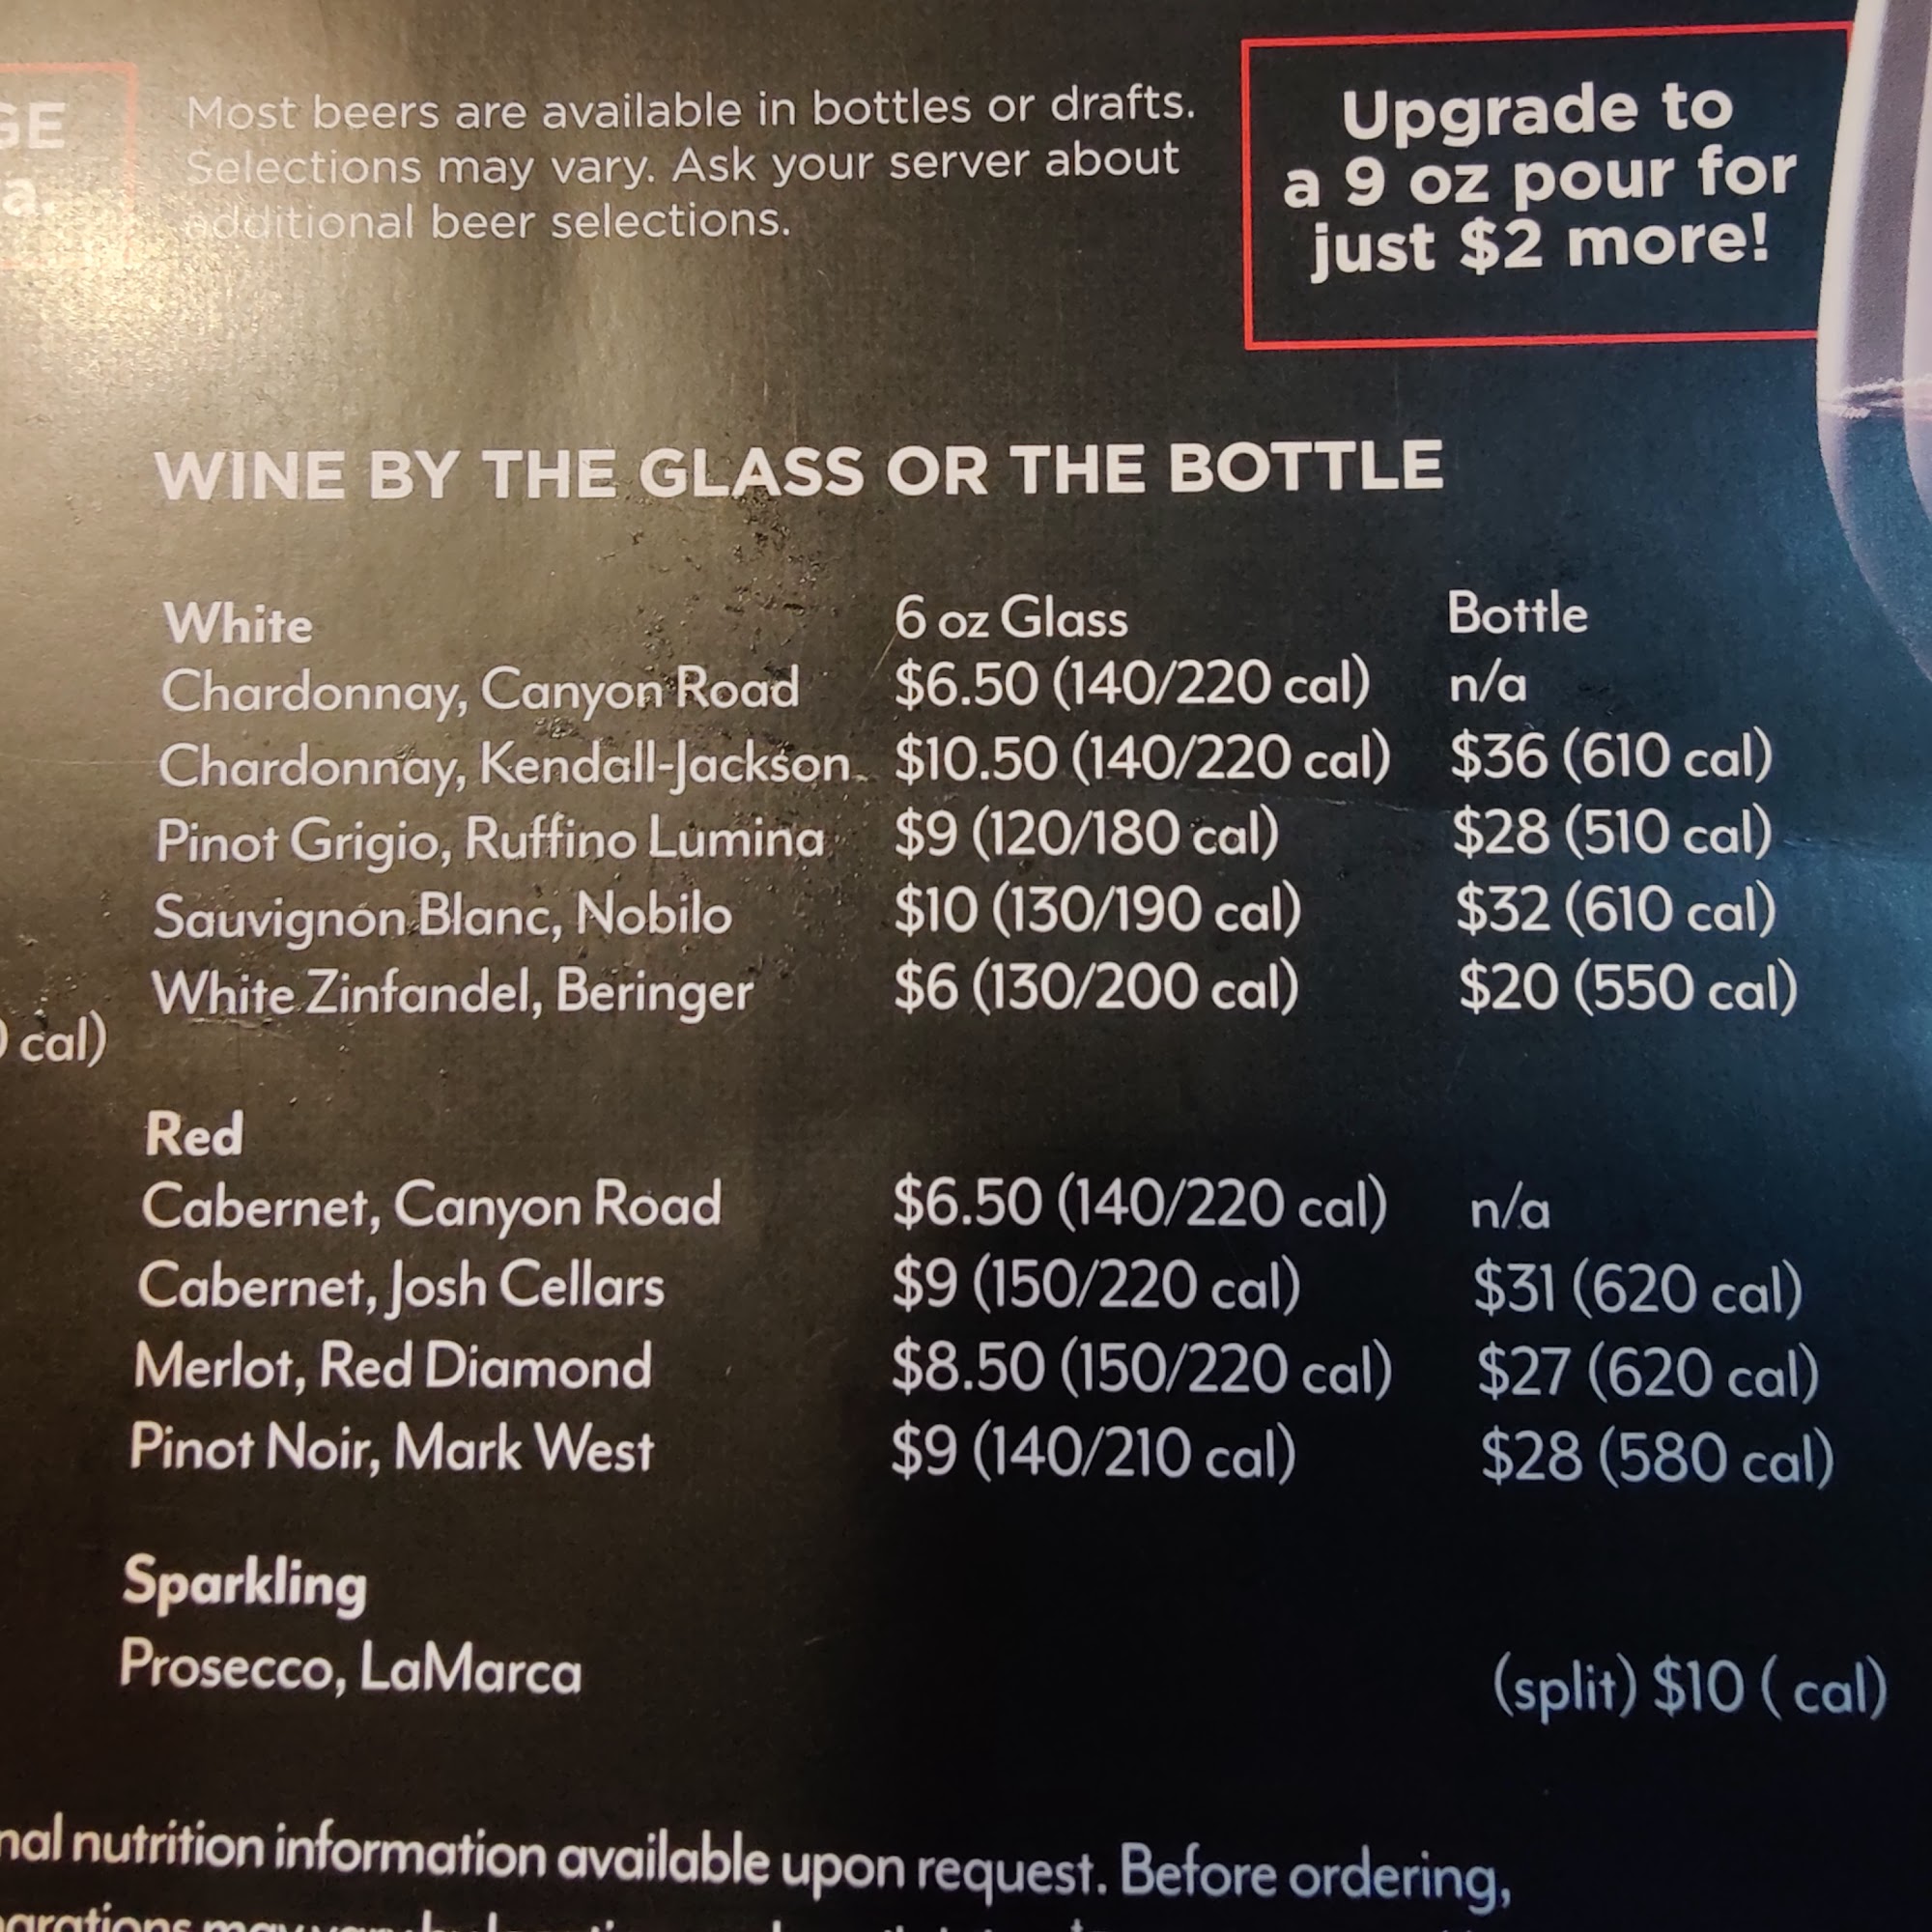 GE
a.
Most beers are available in bottles or drafts.
Selections may vary. Ask your server about
additional beer selections.
Upgrade to
a 9 oz pour for
just $2 more!
WINE BY THE GLASS OR THE BOTTLE
White 6 oz Glass Bottle
Chardonnay, Canyon Road $6.50 (140/220 cal) n/a
Chardonnay, Kendall-Jackson $10.50 (140/220 cal) $36 (610 cal)
Pinot Grigio, Ruffino Lumina $9 (120/180 cal) $28 (510 cal)
Sauvignon Blanc, Nobilo $10 (130/190 cal) $32 (610 cal)
White Zinfandel, Beringer $6 (130/200 cal) $20 (550 cal)
cal)
Red
Cabernet, Canyon Road $6.50 (140/220 cal) n/a
Cabernet, Josh Cellars $9 (150/220 cal) $31 (620 cal)
Merlot, Red Diamond $8.50 (150/220 cal) $27 (620 cal)
Pinot Noir, Mark West $9 (140/210 cal) $28 (580 cal)
Sparkling
Prosecco, LaMarca (split) $10 ( cal)
nal nutrition information available upon request. Before ordering,